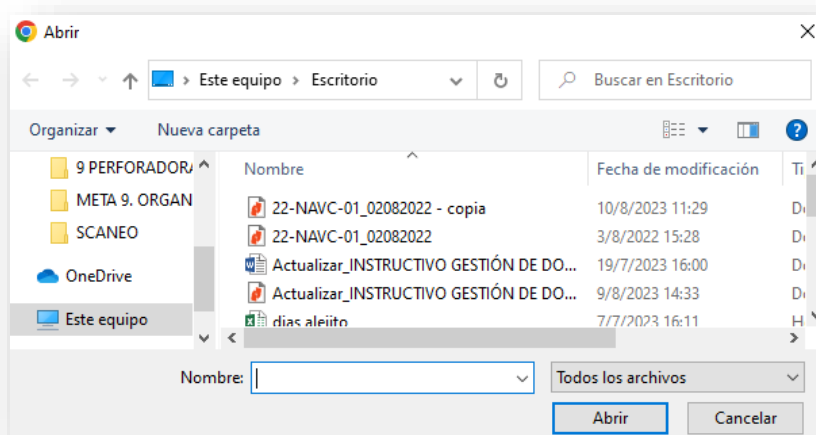 Abrir
Este equipo > Escritorio
Buscar en Escritorio
Organizar
Nueva carpeta
9 PERFORADORA
META 9. ORGAN
SCANEO
OneDrive
Este equipo
Nombre
Fecha de modificación
Ti
22-NAVC-01_02082022 - copia
10/8/2023 11:29
D
22-NAVC-01_02082022
3/8/2022 15:28
D
Actualizar_INSTRUCTIVO GESTIÓN DE DO...
19/7/2023 16:00
D
Actualizar_INSTRUCTIVO GESTIÓN DE DO...
9/8/2023 14:33
D
dias alejito
7/7/2023 16:11
H
Nombre:
Todos los archivos
Abrir
Cancelar